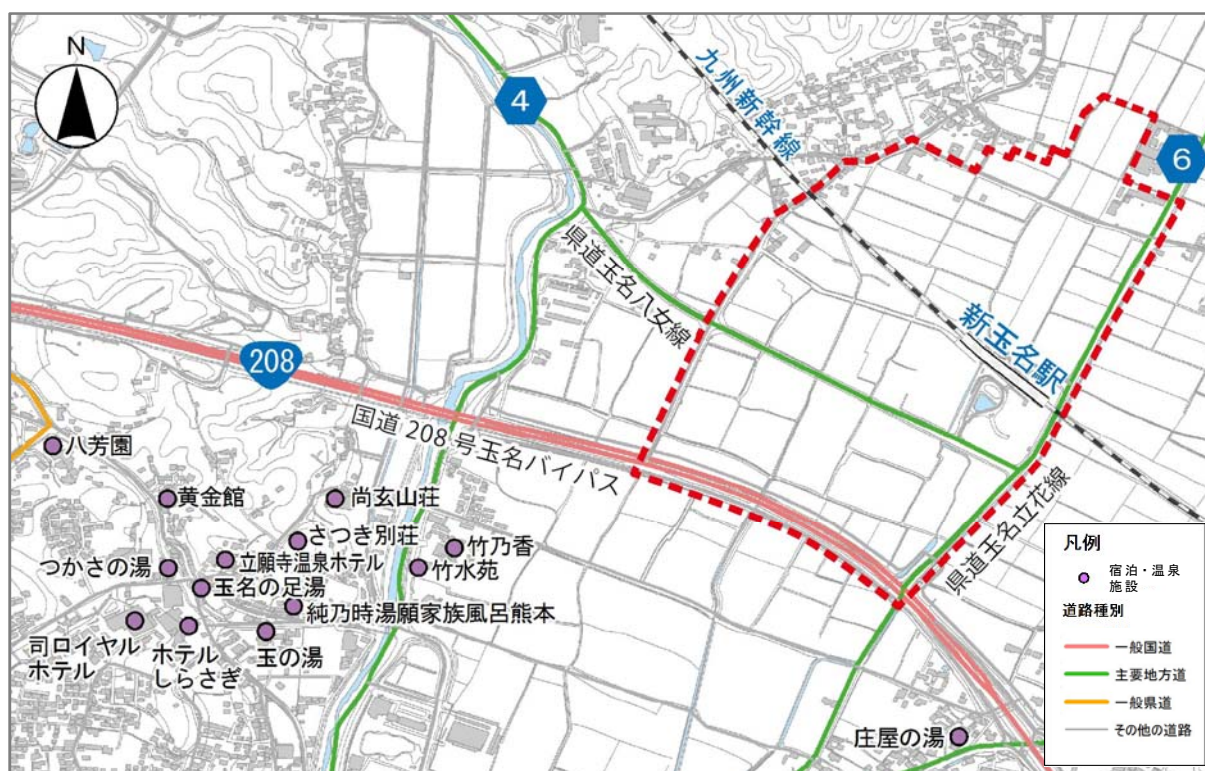 N
4
九州新幹線
6
県道玉名八女線
新玉名駅
208
国道 208 号玉名バイパス
県道玉名立花線
八芳園
黄金館
尚玄山荘
さつき別荘
竹乃香
つかさの湯
立願寺温泉ホテル
竹水苑
玉名の足湯
純乃時湯願家族風呂熊本
司ロイヤル
ホテル
ホテル
しらさぎ
玉の湯
庄屋の湯
凡例
宿泊・温泉
施設
道路種別
一般国道
主要地方道
一般県道
その他の道路